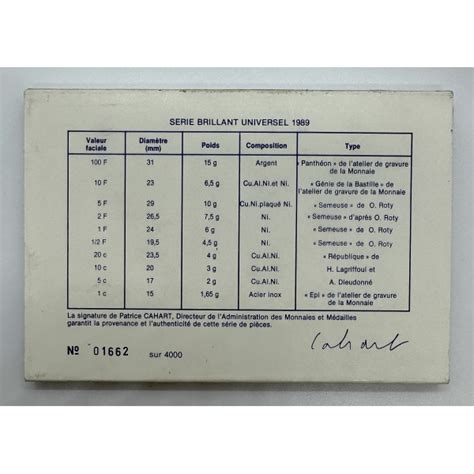 SERIE BRILLANT UNIVERSEL 1989
Valeur faciale Diamètre (mm) Poids Composition Type
100 F 31 15 g Argent « Panthéon » de l'atelier de gravure de la Monnaie
10 F 23 6,5 g Cu.Al.Ni.et Ni. « Génie de la Bastille » de l'atelier de gravure de la Monnaie
5 F 29 10 g Cu.Ni.plaqué Ni. « Semeuse » de O. Roty
2 F 26,5 7,5 g Ni. « Semeuse » d'après O. Roty
1 F 24 6 g Ni. « Semeuse » de O. Roty
1/2 F 19,5 4,5 g Ni. « Semeuse » de O. Roty
20 c 23,5 4 g Cu.Al.Ni. « République » de
10 c 20 3 g Cu.Al.Ni. H. Lagriffoul et
5 c 17 2 g Cu.Al.Ni. A. Dieudonné
1 c 15 1,65 g Acier inox « Epi » de l'atelier de gravure de la Monnaie
La signature de Patrice CAHART, Directeur de l'Administration des Monnaies et Médailles
garantit la provenance et l'authenticité de cette série de pièces.
Nº 01662 sur 4000
Cahart